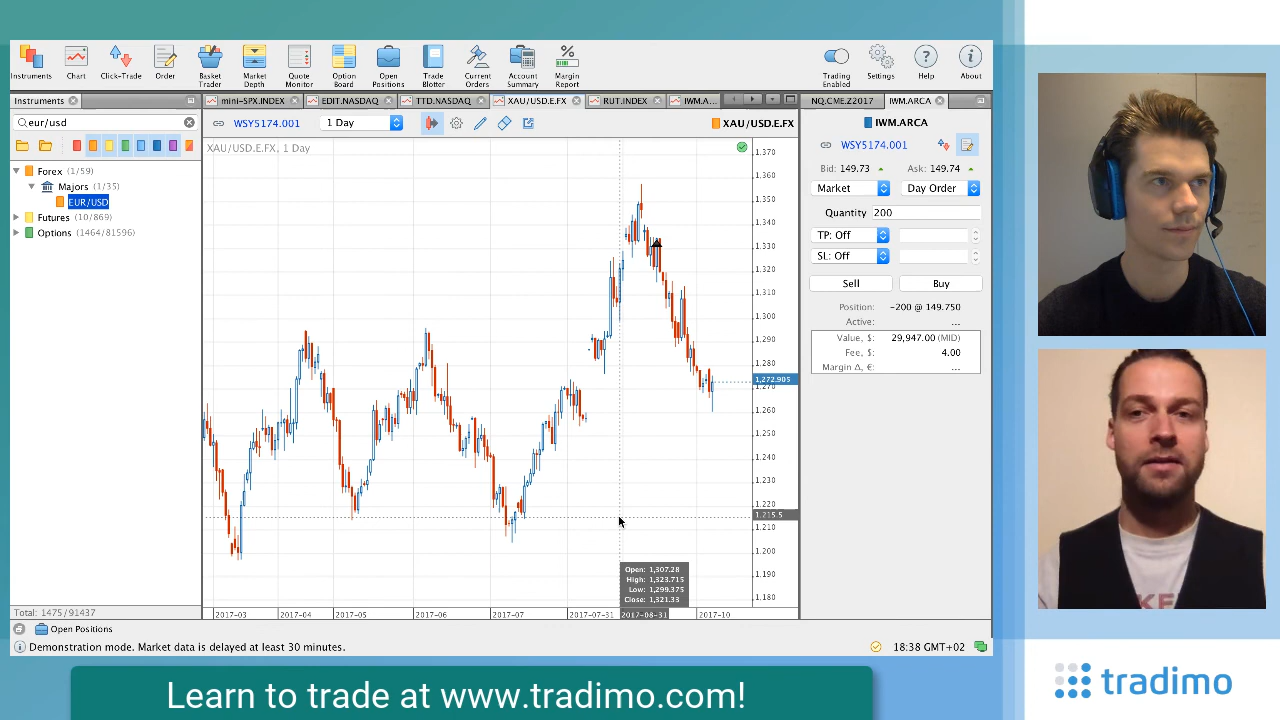 Instruments
Chart
Click-Trade
Order
Basket
Trader
Market
Depth
Quote
Monitor
Option
Board
Open
Positions
Trade
Blotter
Current
Orders
Account
Summary
Margin
Report
Trading
Enabled
Settings
Help
About
Instruments
mini-SPX.INDEX
EDIT.NASDAQ
TTD.NASDAQ
XAU/USD.E.FX
RUT.INDEX
IWM.A...
NQ.CME.Z2017
IWM.ARCA
eur/usd
WSY5174.001
1 Day
XAU/USD.E.FX
IWM.ARCA
XAU/USD.E.FX, 1 Day
WSY5174.001
Forex (1/59)
Majors (1/35)
EUR/USD
Futures (10/869)
Options (1464/81596)
Bid: 149.73
Ask: 149.74
Market
Day Order
Quantity 200
TP: Off
SL: Off
Sell
Buy
Position: -200 @ 149.750
Active: ...
Value, $: 29,947.00 (MID)
Fee, $: 4.00
Margin Δ, €: ...
1.370
1.360
1.350
1.340
1.330
1.320
1.310
1.300
1.290
1.280
1,272.905
1.270
1.260
1.250
1.240
1.230
1.220
1.215.5
1.210
1.200
1.190
1.180
Open: 1,307.28
High: 1,323.715
Low: 1,299.375
Close: 1,321.33
2017-03
2017-04
2017-05
2017-06
2017-07
2017-07-31
2017-08-31
2017-10
Total: 1475/91437
Open Positions
Demonstration mode. Market data is delayed at least 30 minutes.
18:38 GMT+02
Learn to trade at www.tradimo.com!
tradimo